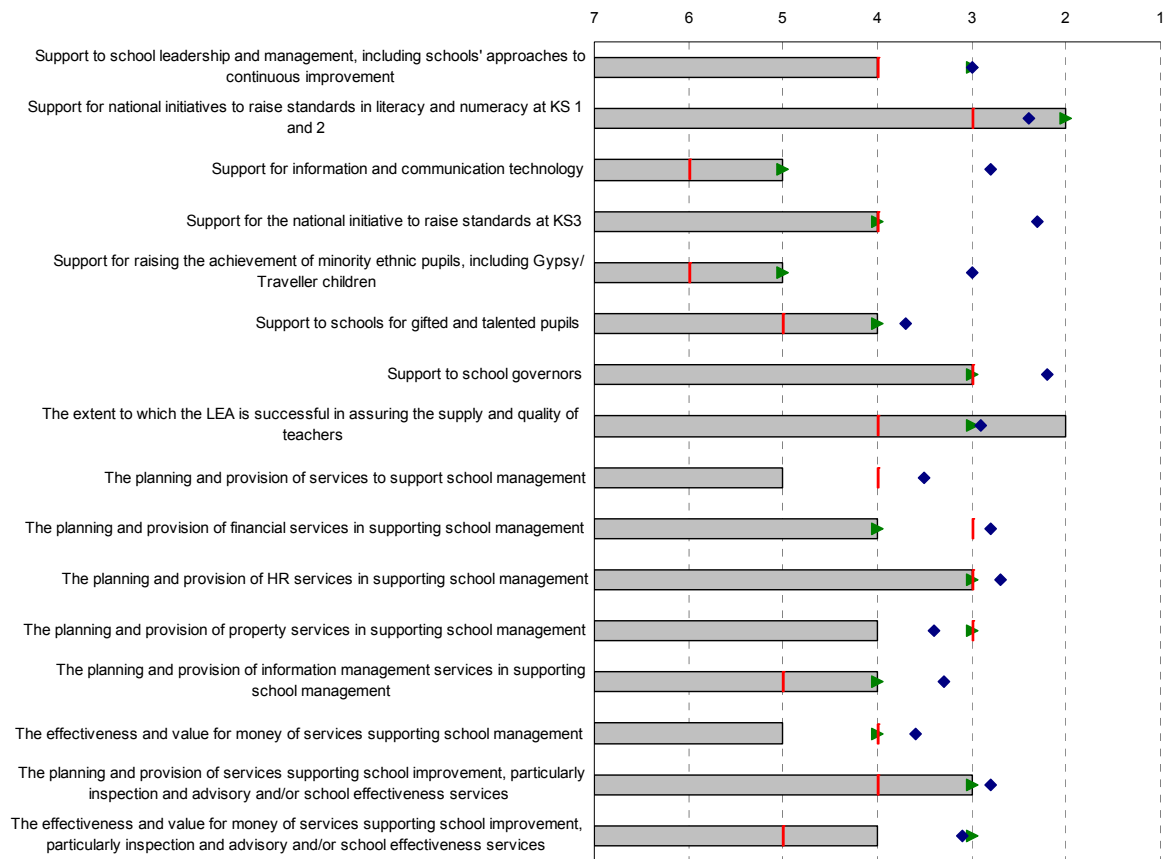 7 6 5 4 3 2 1
Support to school leadership and management, including schools' approaches to
continuous improvement
Support for national initiatives to raise standards in literacy and numeracy at KS 1
and 2
Support for information and communication technology
Support for the national initiative to raise standards at KS3
Support for raising the achievement of minority ethnic pupils, including Gypsy/
Traveller children
Support to schools for gifted and talented pupils
Support to school governors
The extent to which the LEA is successful in assuring the supply and quality of
teachers
The planning and provision of services to support school management
The planning and provision of financial services in supporting school management
The planning and provision of HR services in supporting school management
The planning and provision of property services in supporting school management
The planning and provision of information management services in supporting
school management
The effectiveness and value for money of services supporting school management
The planning and provision of services supporting school improvement, particularly
inspection and advisory and/or school effectiveness services
The effectiveness and value for money of services supporting school improvement,
particularly inspection and advisory and/or school effectiveness services